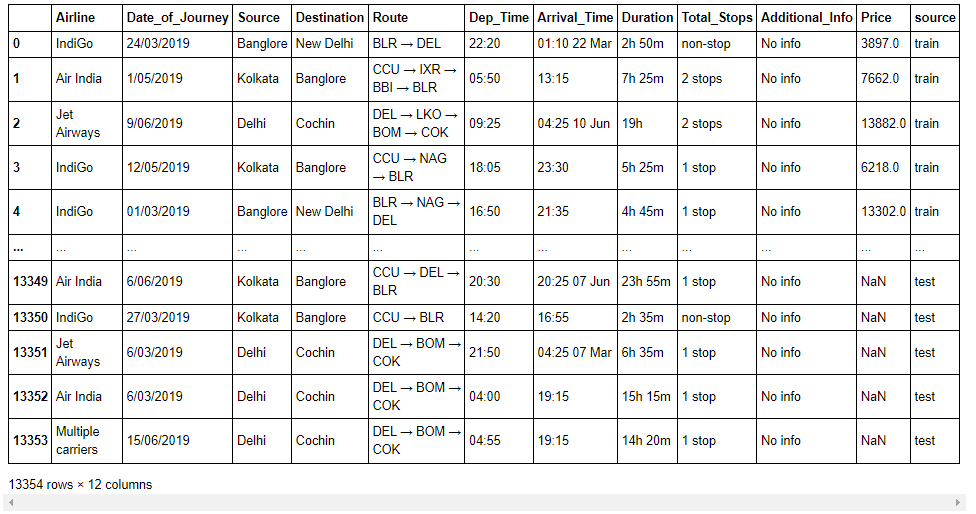 Airline Date_of_Journey Source Destination Route Dep_Time Arrival_Time Duration Total_Stops Additional_Info Price source
0 IndiGo 24/03/2019 Banglore New Delhi BLR → DEL 22:20 01:10 22 Mar 2h 50m non-stop No info 3897.0 train
1 Air India 1/05/2019 Kolkata Banglore CCU → IXR → BBI → BLR 05:50 13:15 7h 25m 2 stops No info 7662.0 train
2 Jet Airways 9/06/2019 Delhi Cochin DEL → LKO → BOM → COK 09:25 04:25 10 Jun 19h 2 stops No info 13882.0 train
3 IndiGo 12/05/2019 Kolkata Banglore CCU → NAG → BLR 18:05 23:30 5h 25m 1 stop No info 6218.0 train
4 IndiGo 01/03/2019 Banglore New Delhi BLR → NAG → DEL 16:50 21:35 4h 45m 1 stop No info 13302.0 train
... ... ... ... ... ... ... ... ... ... ... ... ...
13349 Air India 6/06/2019 Kolkata Banglore CCU → DEL → BLR 20:30 20:25 07 Jun 23h 55m 1 stop No info NaN test
13350 IndiGo 27/03/2019 Kolkata Banglore CCU → BLR 14:20 16:55 2h 35m non-stop No info NaN test
13351 Jet Airways 6/03/2019 Delhi Cochin DEL → BOM → COK 21:50 04:25 07 Mar 6h 35m 1 stop No info NaN test
13352 Air India 6/03/2019 Delhi Cochin DEL → BOM → COK 04:00 19:15 15h 15m 1 stop No info NaN test
13353 Multiple carriers 15/06/2019 Delhi Cochin DEL → BOM → COK 04:55 19:15 14h 20m 1 stop No info NaN test
13354 rows × 12 columns